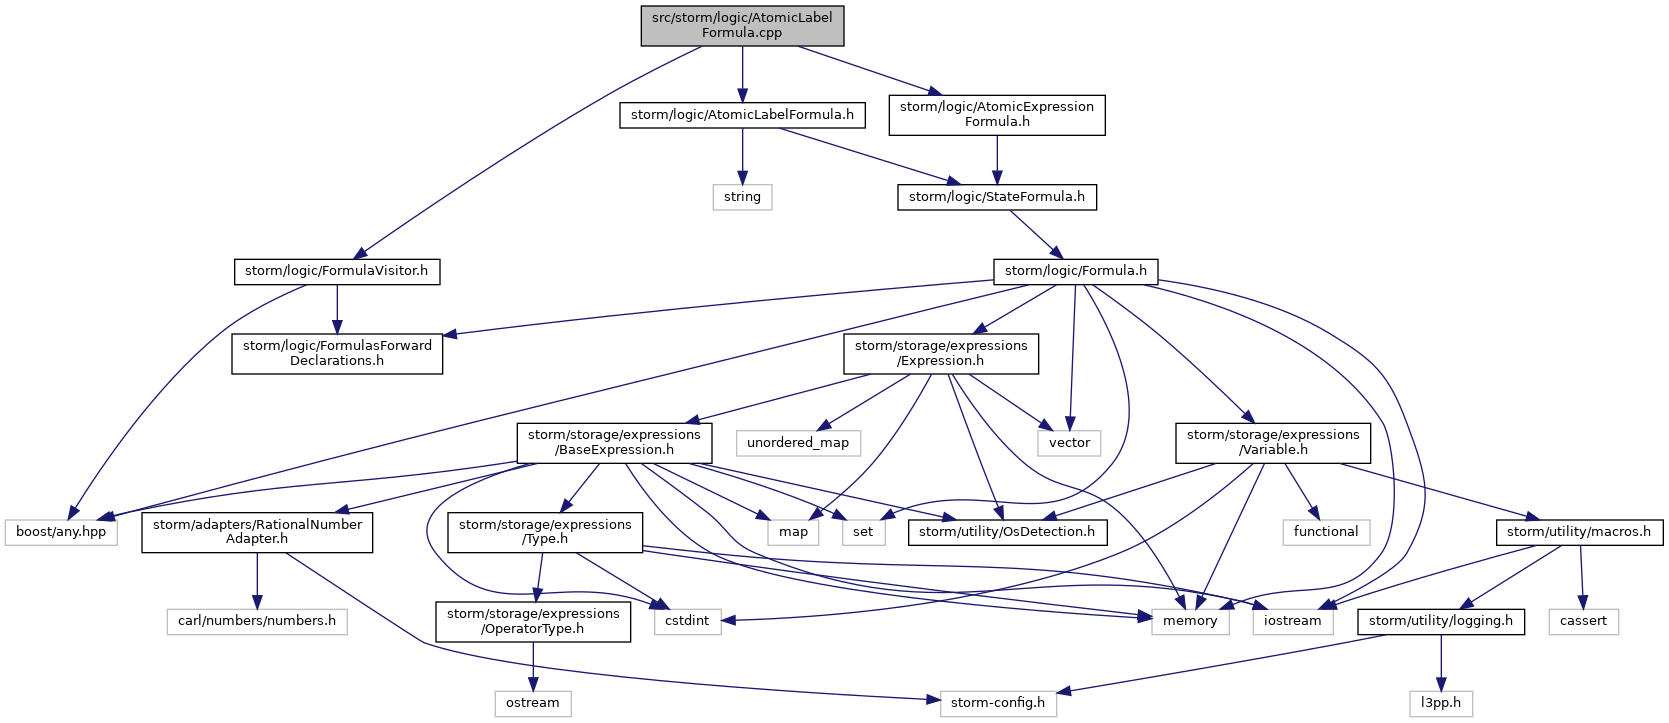 src/storm/logic/AtomicLabel
Formula.cpp
storm/logic/AtomicLabelFormula.h
storm/logic/AtomicExpression
Formula.h
string
storm/logic/StateFormula.h
storm/logic/FormulaVisitor.h
storm/logic/Formula.h
storm/logic/FormulasForward
Declarations.h
storm/storage/expressions
/Expression.h
storm/storage/expressions
/BaseExpression.h
unordered_map
vector
storm/storage/expressions
/Variable.h
boost/any.hpp
storm/adapters/RationalNumber
Adapter.h
storm/storage/expressions
/Type.h
map
set
storm/utility/OsDetection.h
functional
storm/utility/macros.h
carl/numbers/numbers.h
storm/storage/expressions
/OperatorType.h
cstdint
memory
iostream
storm/utility/logging.h
cassert
ostream
storm-config.h
l3pp.h